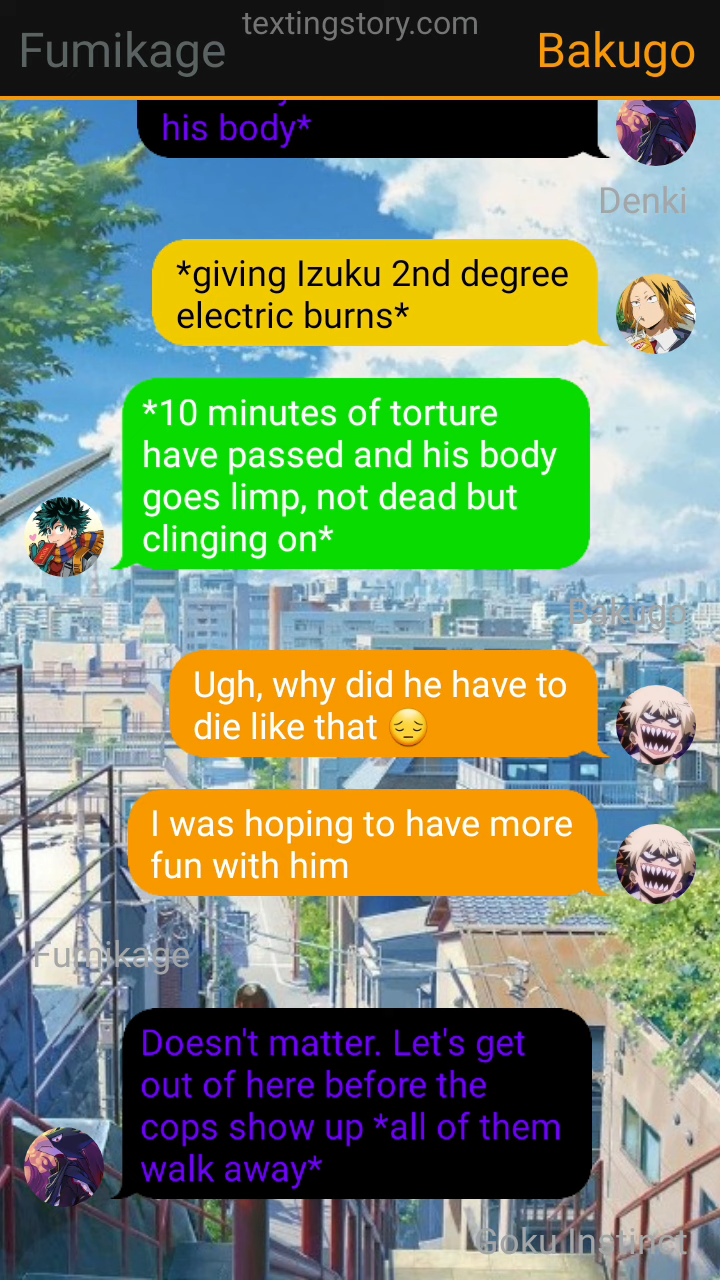 textingstory.com
Fumikage
Bakugo
his body*
Denki
*giving Izuku 2nd degree
electric burns*
*10 minutes of torture
have passed and his body
goes limp, not dead but
clinging on*
Bakugo
Ugh, why did he have to
die like that 😔
I was hoping to have more
fun with him
Fumikage
Doesn't matter. Let's get
out of here before the
cops show up *all of them
walk away*
Goku Instinct